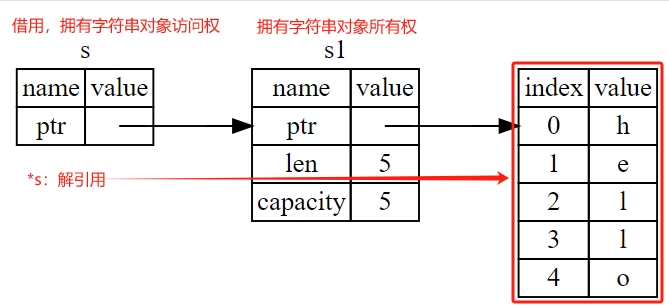 借用，拥有字符串对象访问权 拥有字符串对象所有权
s s1
name value name value index value
ptr ptr 0 h
*s：解引用 len 5 1 e
capacity 5 2 l
3 l
4 o